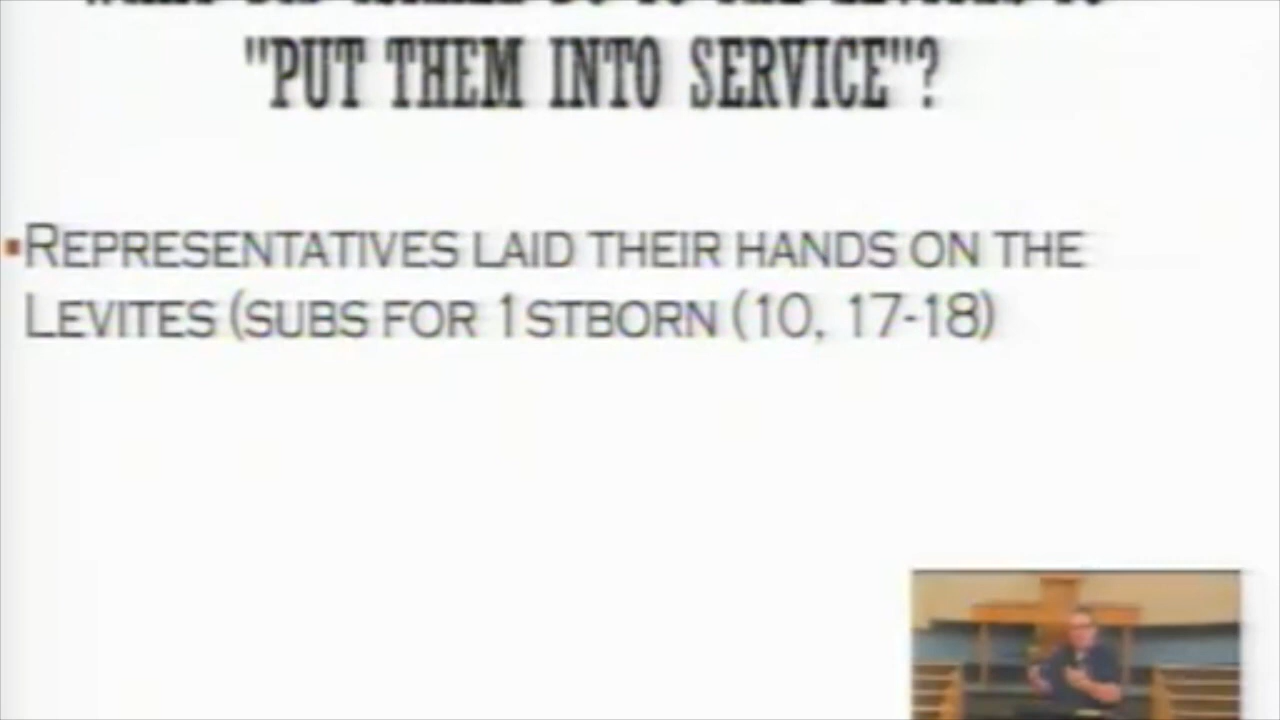 "PUT THEM INTO SERVICE"?
▪REPRESENTATIVES LAID THEIR HANDS ON THE
LEVITES (SUBS FOR 1STBORN (10, 17-18)